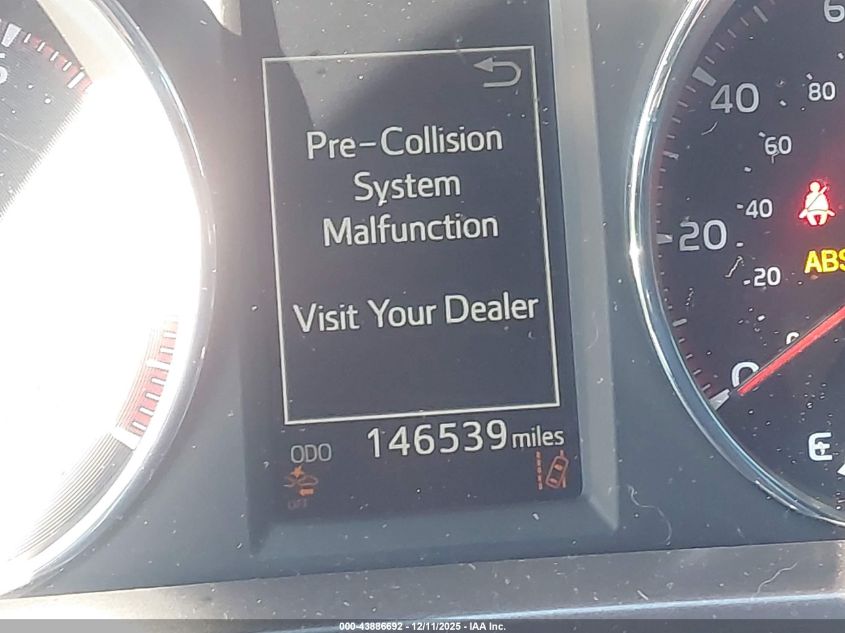 Pre-Collision
System
Malfunction
Visit Your Dealer
ODO 146539 miles
OFF
40
80
60
40
20
20
0
ABS
E
000-43886692 - 12/11/2025 - IAA Inc.